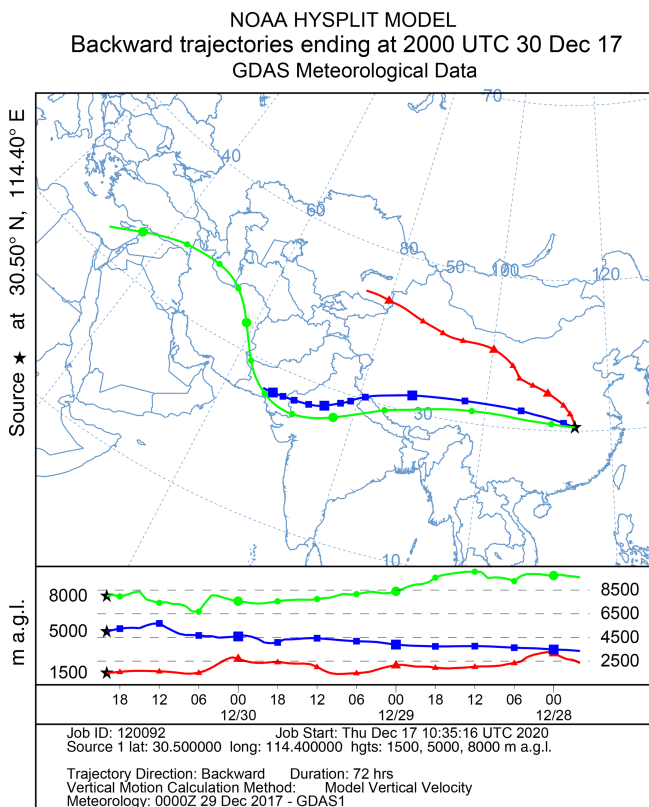 NOAA HYSPLIT MODEL
Backward trajectories ending at 2000 UTC 30 Dec 17
GDAS Meteorological Data
Source ★ at 30.50° N, 114.40° E
70
40
60
80
50
100
120
30
10
m a.g.l.
8000
5000
1500
8500
6500
4500
2500
18 12 06 00 18 12 06 00 18 12 06 00
12/30 12/29 12/28
Job ID: 120092 Job Start: Thu Dec 17 10:35:16 UTC 2020
Source 1 lat: 30.500000 long: 114.400000 hgts: 1500, 5000, 8000 m a.g.l.
Trajectory Direction: Backward Duration: 72 hrs
Vertical Motion Calculation Method: Model Vertical Velocity
Meteorology: 0000Z 29 Dec 2017 - GDAS1